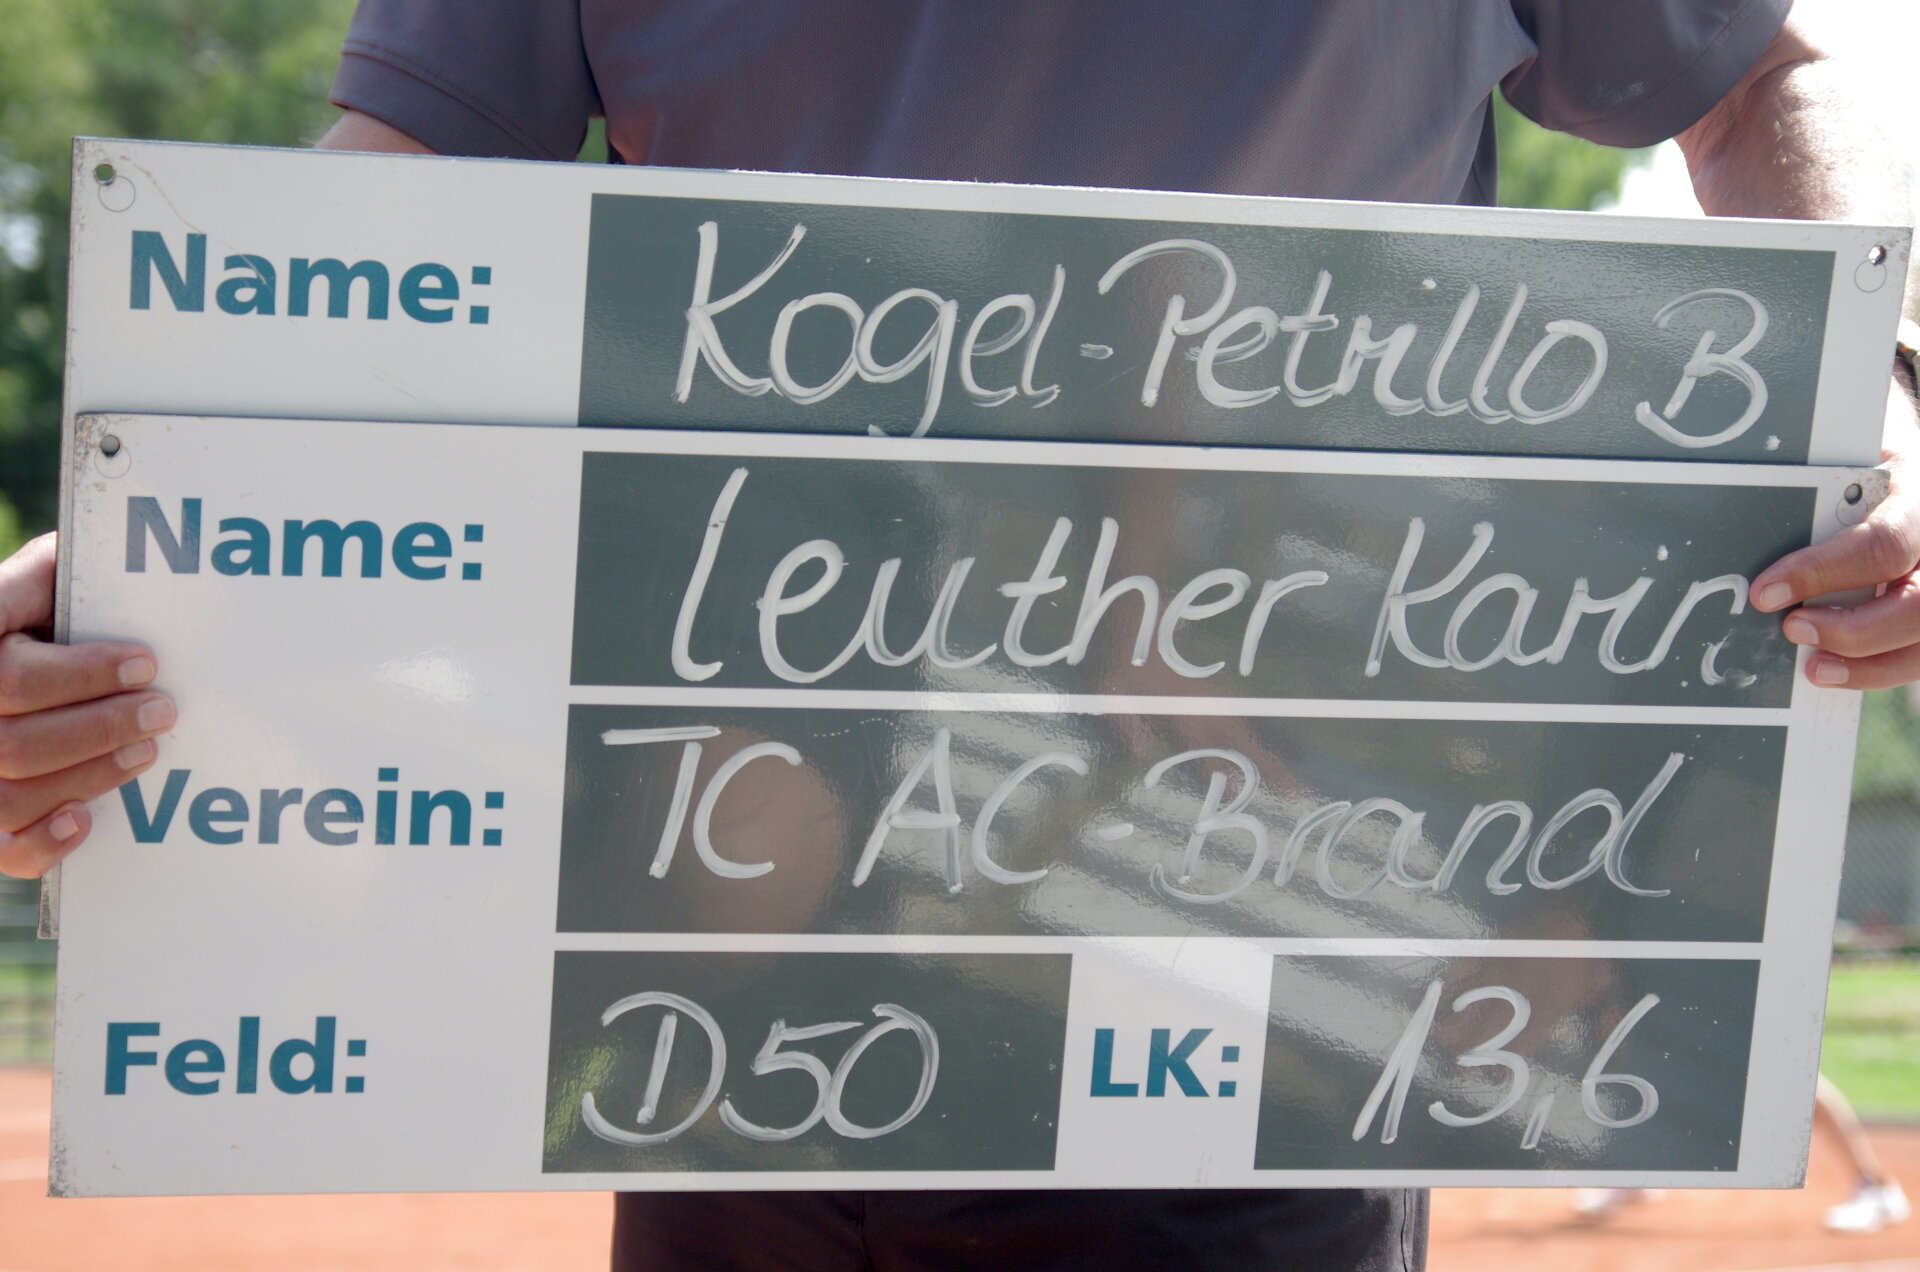 Name: Kogel-Petrillo B.
Name: Leuther Karin
Verein: TC AC-Brand
Feld: D50 LK: 13,6